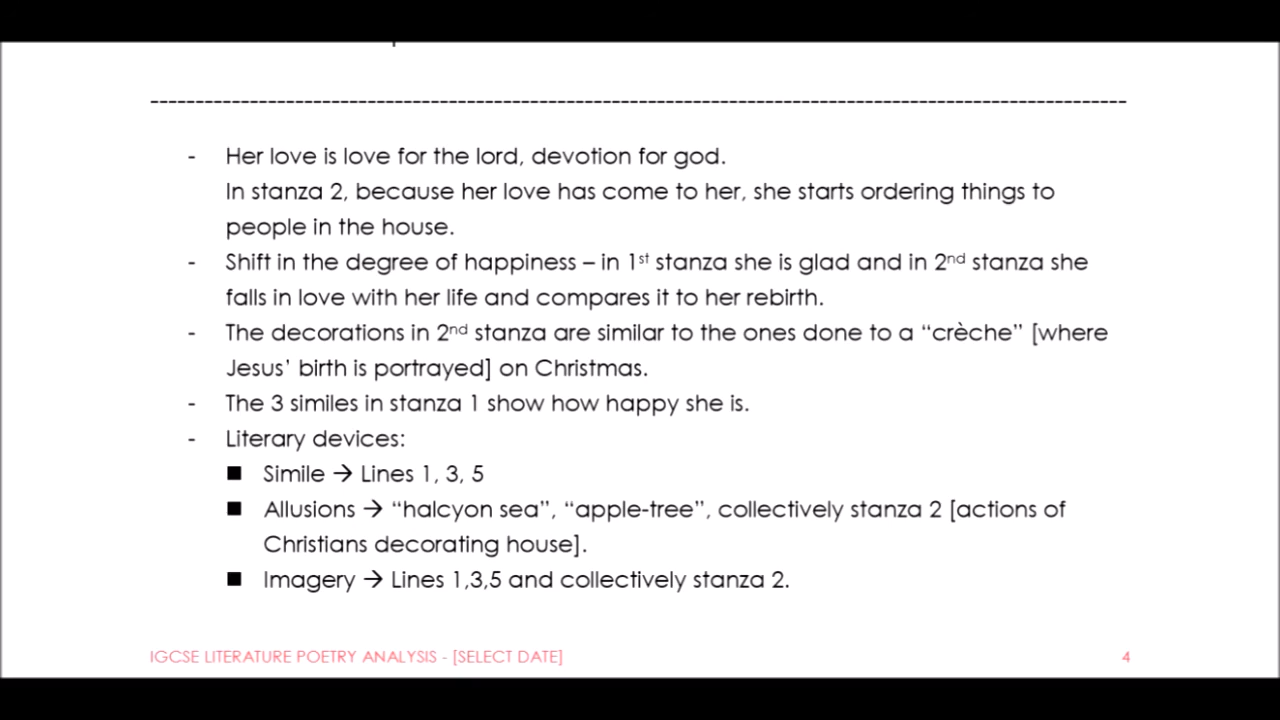 --------------------------------------------------------------------------------------------------------------
- Her love is love for the lord, devotion for god.
In stanza 2, because her love has come to her, she starts ordering things to
people in the house.
- Shift in the degree of happiness – in 1st stanza she is glad and in 2nd stanza she
falls in love with her life and compares it to her rebirth.
- The decorations in 2nd stanza are similar to the ones done to a “crèche” [where
Jesus’ birth is portrayed] on Christmas.
- The 3 similes in stanza 1 show how happy she is.
- Literary devices:
■ Simile → Lines 1, 3, 5
■ Allusions → “halcyon sea”, “apple-tree”, collectively stanza 2 [actions of
Christians decorating house].
■ Imagery → Lines 1,3,5 and collectively stanza 2.
IGCSE LITERATURE POETRY ANALYSIS - [SELECT DATE] 4